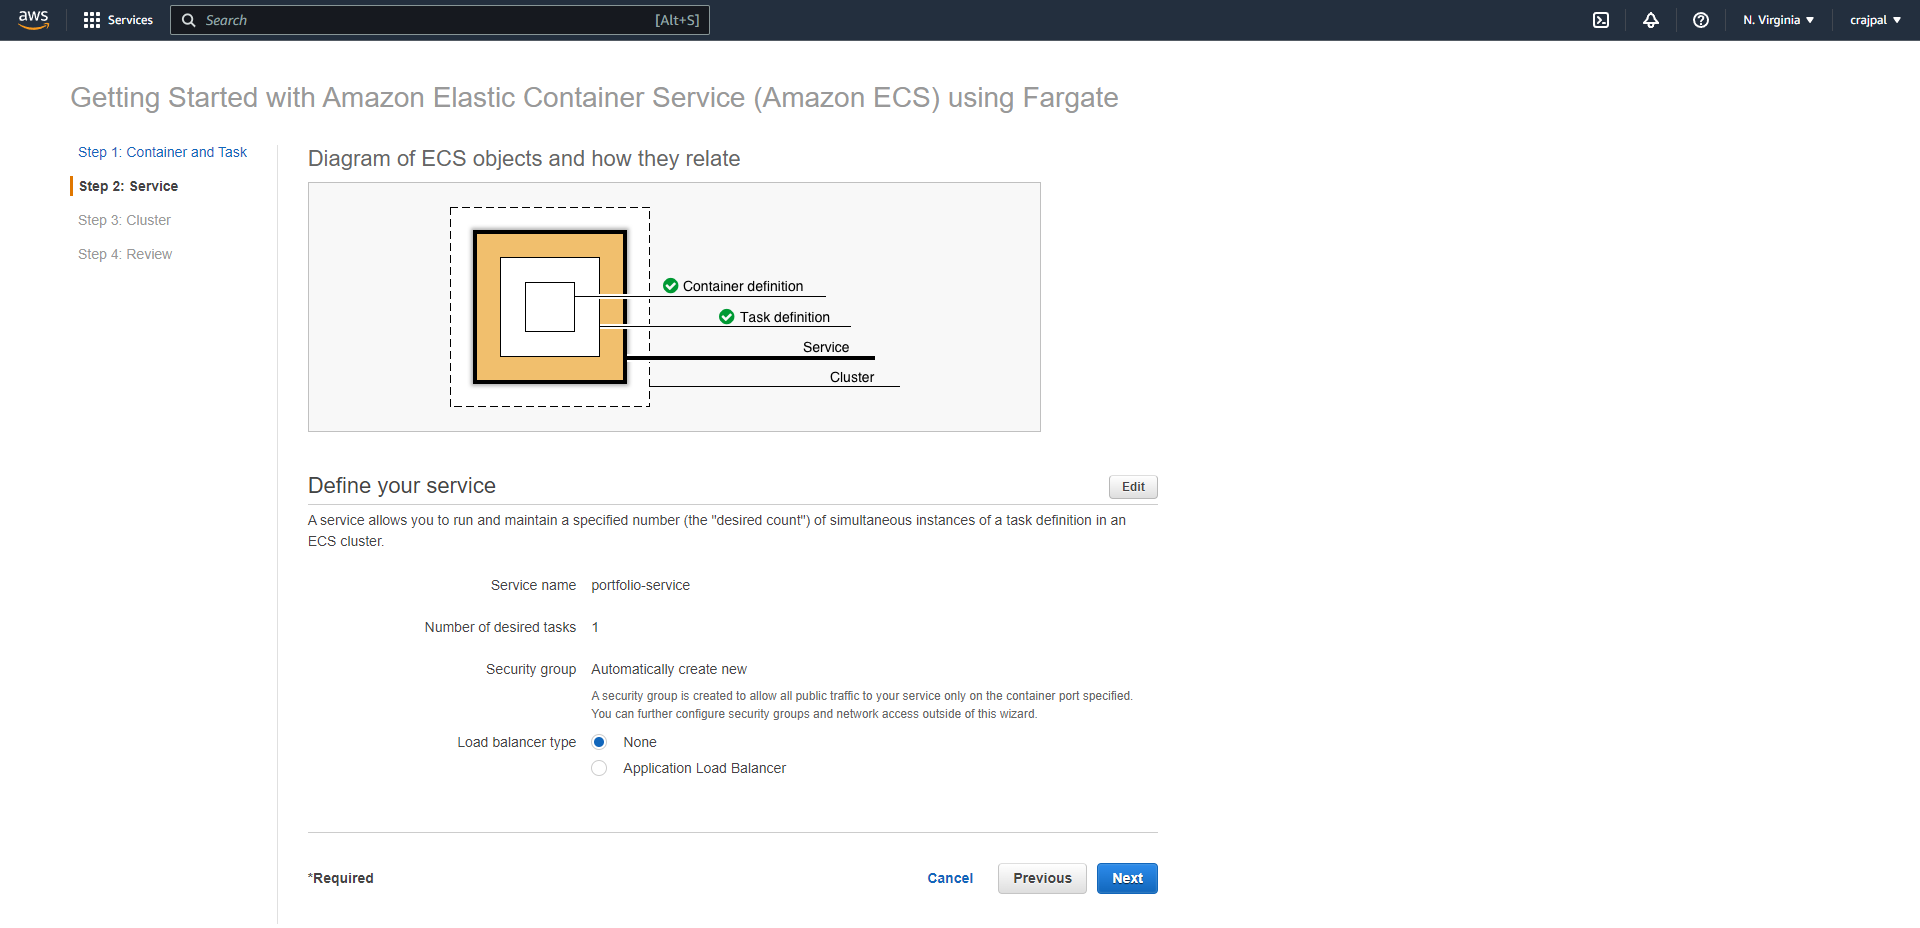 aws Services Search [Alt+S] N. Virginia crajpal
Getting Started with Amazon Elastic Container Service (Amazon ECS) using Fargate
Step 1: Container and Task
Step 2: Service
Step 3: Cluster
Step 4: Review
Diagram of ECS objects and how they relate
Container definition
Task definition
Service
Cluster
Define your service Edit
A service allows you to run and maintain a specified number (the "desired count") of simultaneous instances of a task definition in an
ECS cluster.
Service name portfolio-service
Number of desired tasks 1
Security group Automatically create new
A security group is created to allow all public traffic to your service only on the container port specified.
You can further configure security groups and network access outside of this wizard.
Load balancer type None
Application Load Balancer
*Required Cancel Previous Next